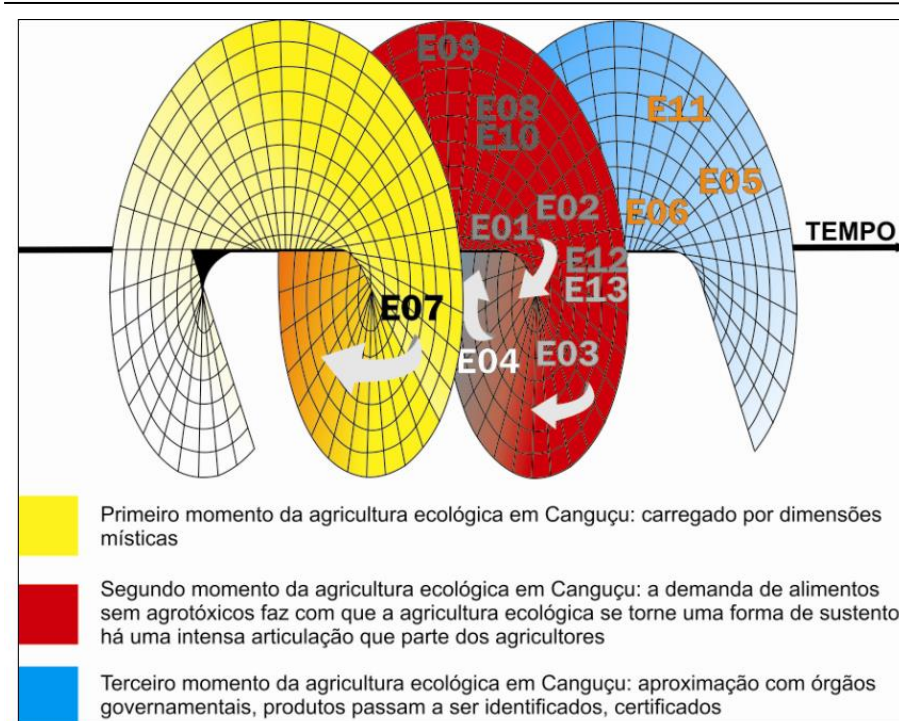 E09
E08
E10
E11
E05
E06
E02
E01
TEMPO
E12
E13
E07
E04
E03
Primeiro momento da agricultura ecológica em Canguçu: carregado por dimensões
místicas
Segundo momento da agricultura ecológica em Canguçu: a demanda de alimentos
sem agrotóxicos faz com que a agricultura ecológica se torne uma forma de sustento
há uma intensa articulação que parte dos agricultores
Terceiro momento da agricultura ecológica em Canguçu: aproximação com órgãos
governamentais, produtos passam a ser identificados, certificados